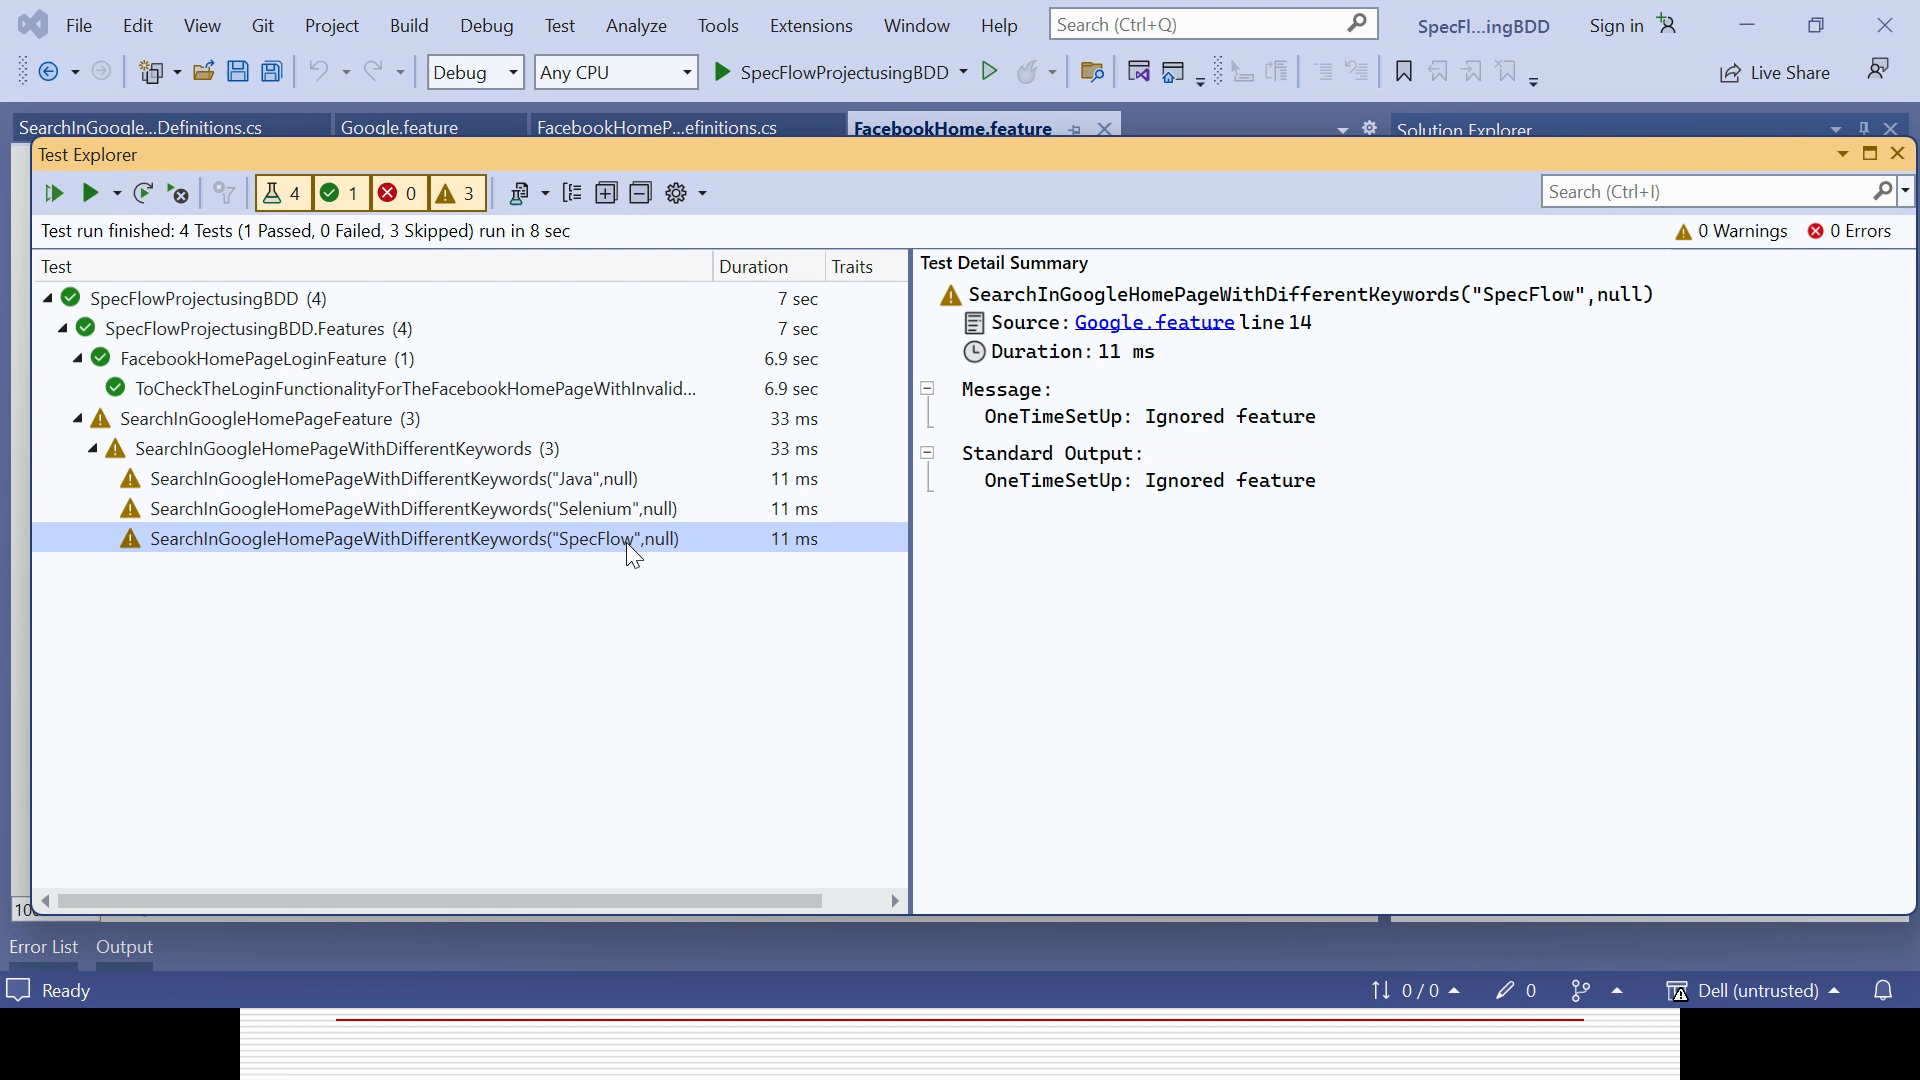 File Edit View Git Project Build Debug Test Analyze Tools Extensions Window Help Search (Ctrl+Q) SpecFl...ingBDD Sign in
Debug Any CPU SpecFlowProjectusingBDD Live Share
SearchInGoogle...Definitions.cs Google.feature FacebookHomeP...efinitions.cs FacebookHome.feature Solution Explorer
Test Explorer
4 1 0 3 Search (Ctrl+I)
Test run finished: 4 Tests (1 Passed, 0 Failed, 3 Skipped) run in 8 sec 0 Warnings 0 Errors
Test Duration Traits
SpecFlowProjectusingBDD (4) 7 sec
SpecFlowProjectusingBDD.Features (4) 7 sec
FacebookHomePageLoginFeature (1) 6.9 sec
ToCheckTheLoginFunctionalityForTheFacebookHomePageWithInvalid... 6.9 sec
SearchInGoogleHomePageFeature (3) 33 ms
SearchInGoogleHomePageWithDifferentKeywords (3) 33 ms
SearchInGoogleHomePageWithDifferentKeywords("Java",null) 11 ms
SearchInGoogleHomePageWithDifferentKeywords("Selenium",null) 11 ms
SearchInGoogleHomePageWithDifferentKeywords("SpecFlow",null) 11 ms
Test Detail Summary
SearchInGoogleHomePageWithDifferentKeywords("SpecFlow",null)
Source: Google.feature line 14
Duration: 11 ms
Message:
OneTimeSetUp: Ignored feature
Standard Output:
OneTimeSetUp: Ignored feature
Error List Output
Ready 0 / 0 0 Dell (untrusted)